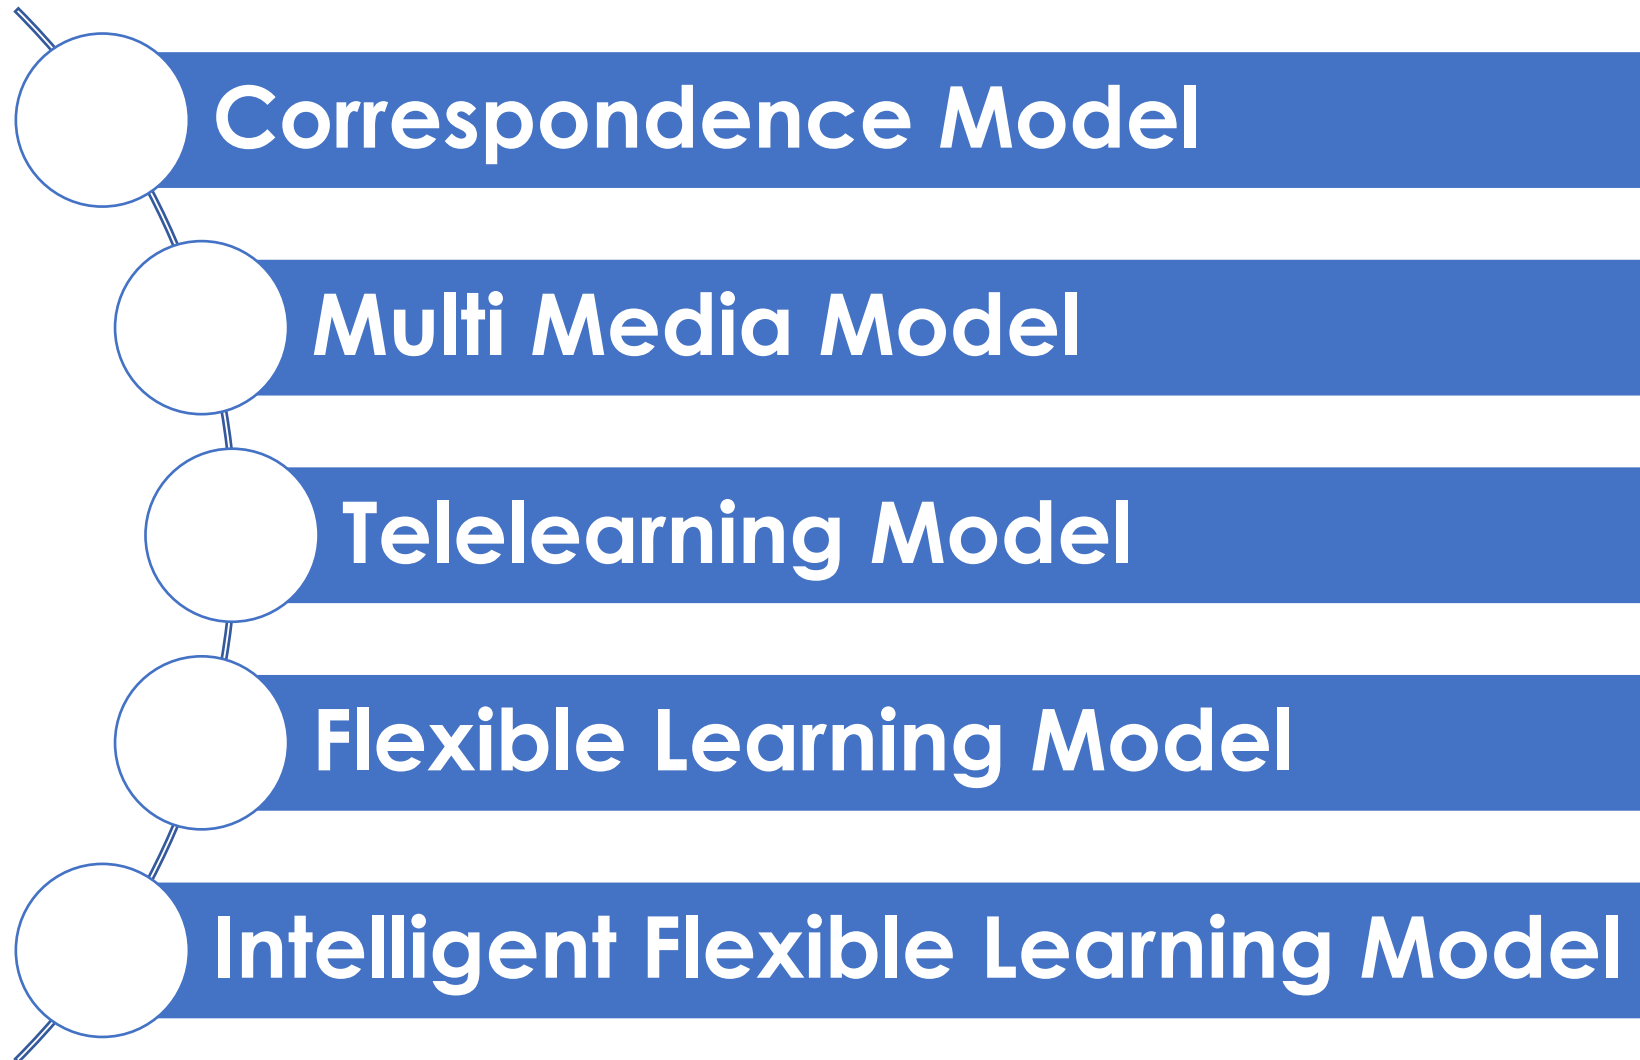 Correspondence Model
Multi Media Model
Telelearning Model
Flexible Learning Model
Intelligent Flexible Learning Model